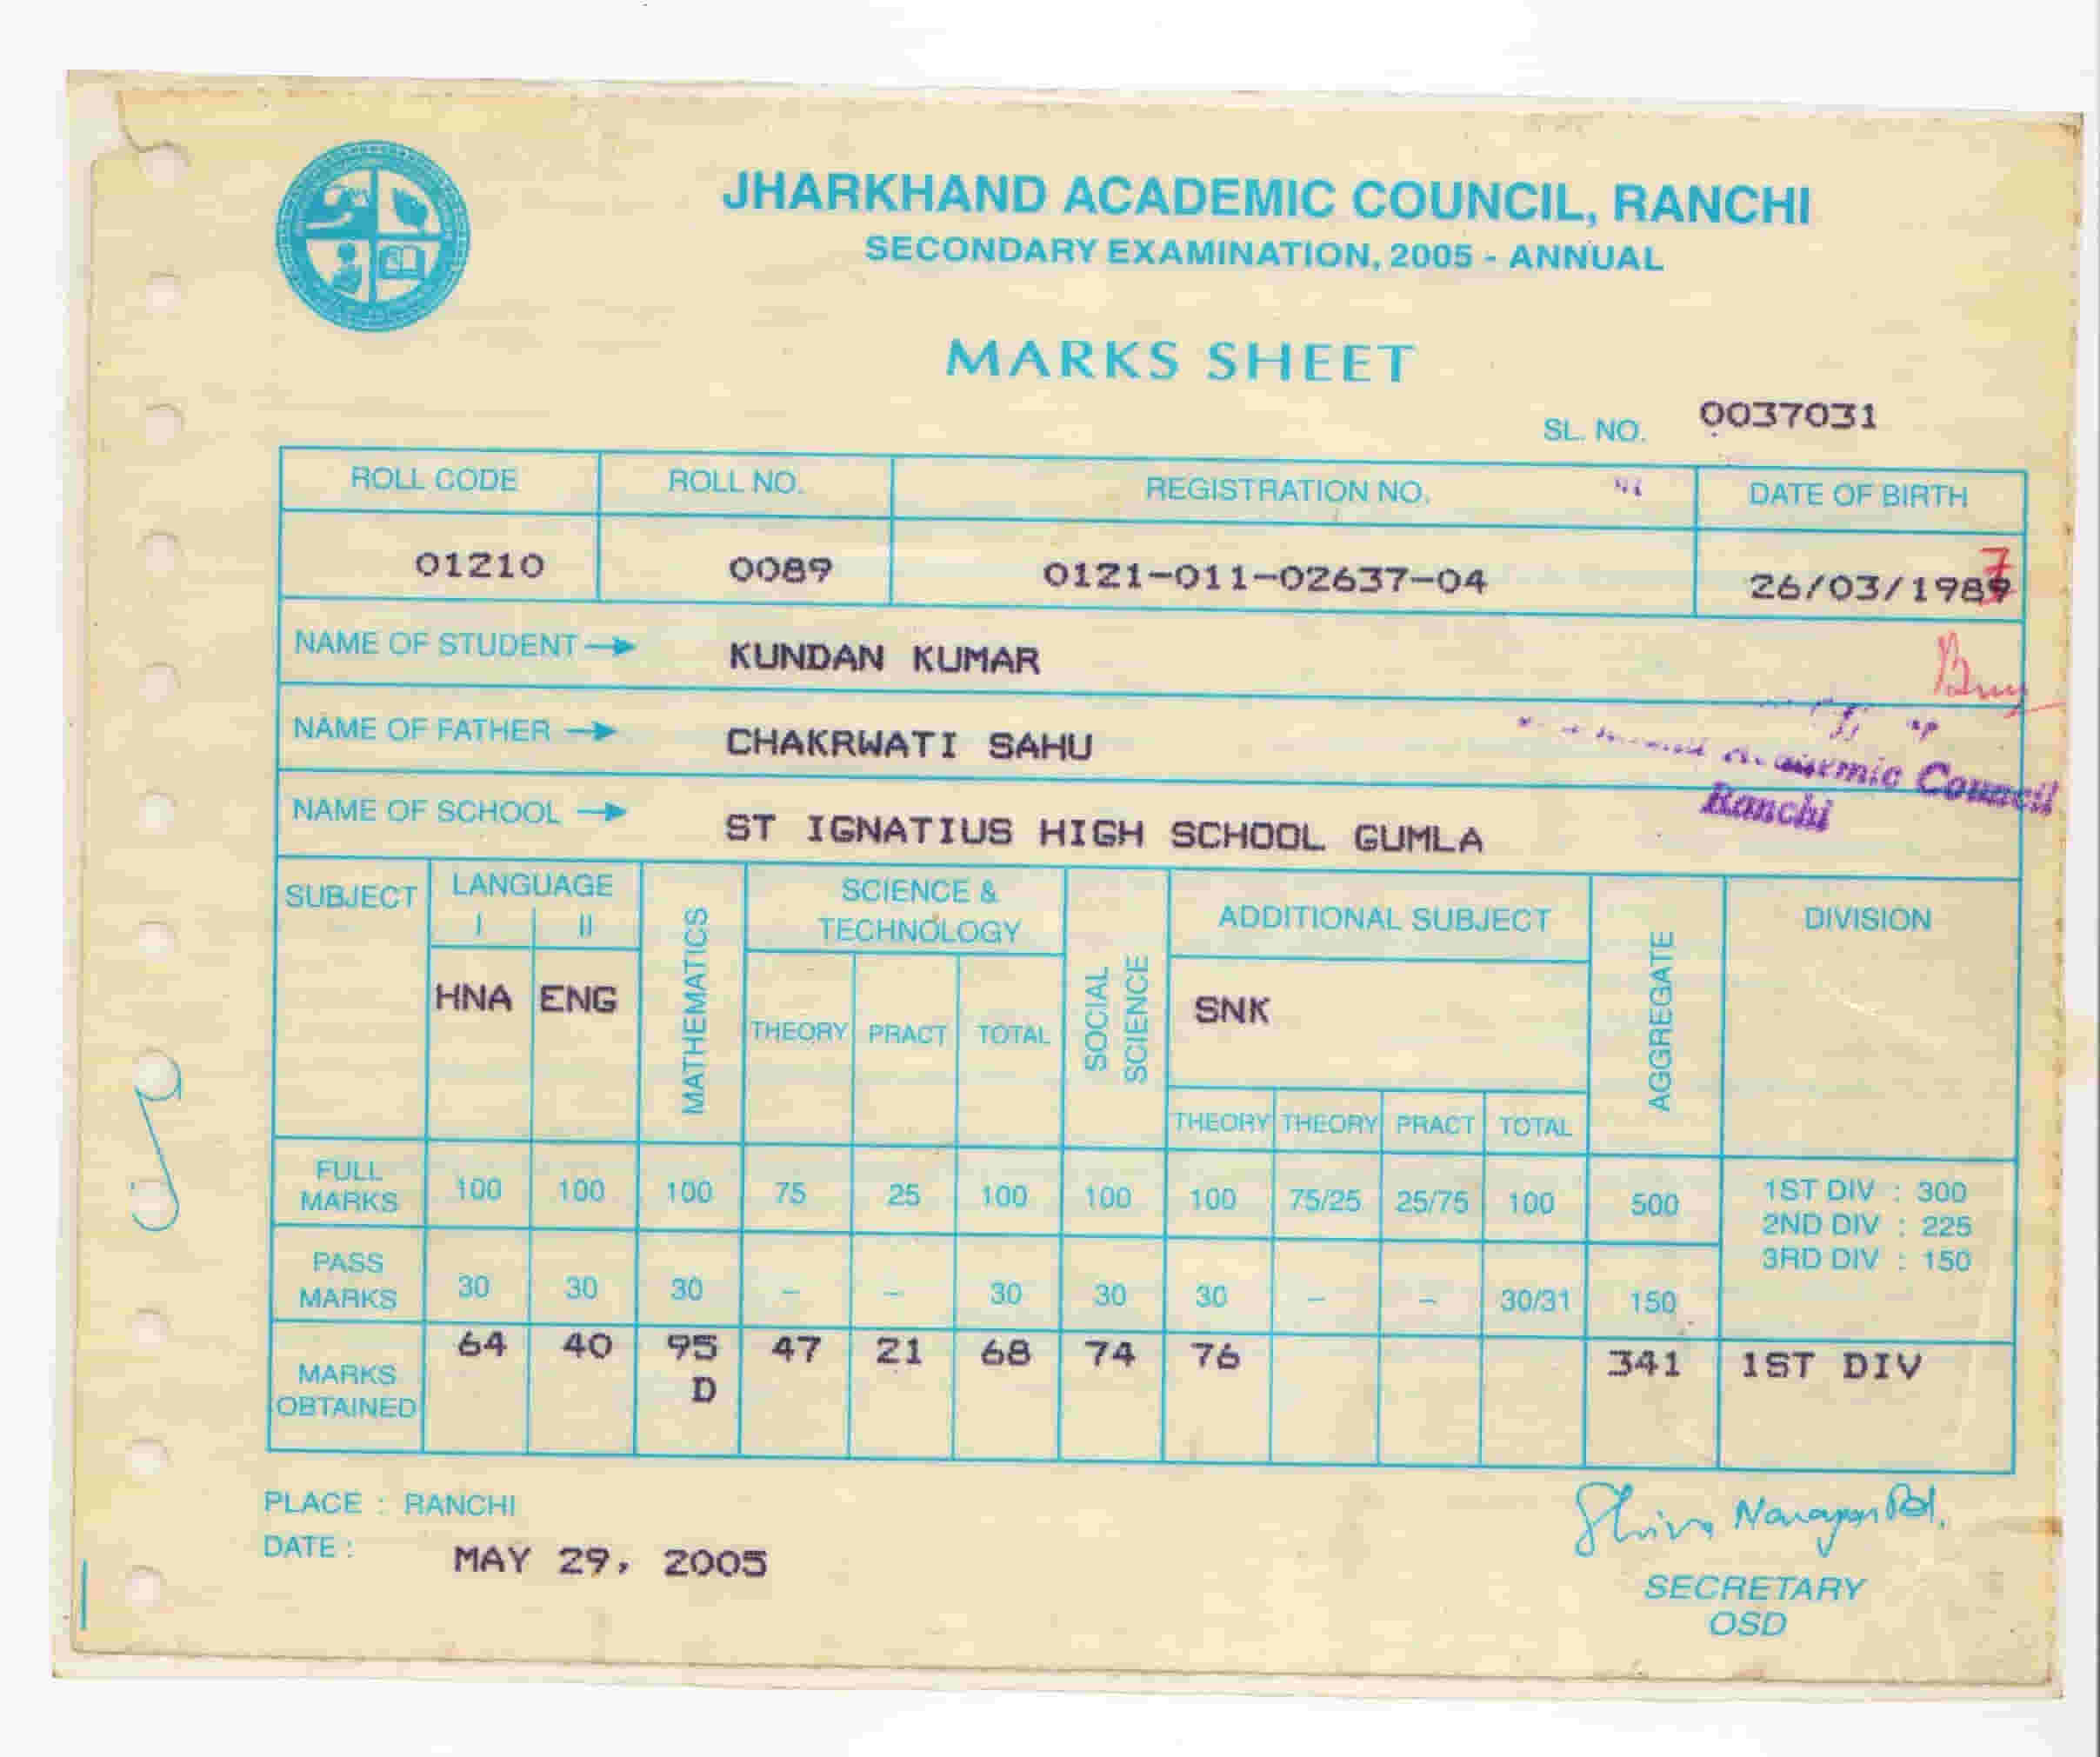 JHARKHAND ACADEMIC COUNCIL, RANCHI
SECONDARY EXAMINATION, 2005 - ANNUAL
MARKS SHEET
SL. NO. 0037031
ROLL CODE ROLL NO. REGISTRATION NO. DATE OF BIRTH
01210 0089 0121-011-02637-04 26/03/1989
7
NAME OF STUDENT → KUNDAN KUMAR
NAME OF FATHER → CHAKRWATI SAHU
Council
Ranchi
NAME OF SCHOOL → ST IGNATIUS HIGH SCHOOL GUMLA
SUBJECT LANGUAGE MATHEMATICS SCIENCE & TECHNOLOGY SOCIAL SCIENCE ADDITIONAL SUBJECT AGGREGATE DIVISION
I II
HNA ENG SNK
THEORY PRACT TOTAL
THEORY THEORY PRACT TOTAL
FULL MARKS 100 100 100 75 25 100 100 100 75/25 25/75 100 500
1ST DIV : 300
2ND DIV : 225
3RD DIV : 150
PASS MARKS 30 30 30 – – 30 30 30 – – 30/31 150
MARKS OBTAINED 64 40 95 47 21 68 74 76 341 1ST DIV
D
PLACE : RANCHI
DATE : MAY 29, 2005
Shiva Narayan
SECRETARY
OSD